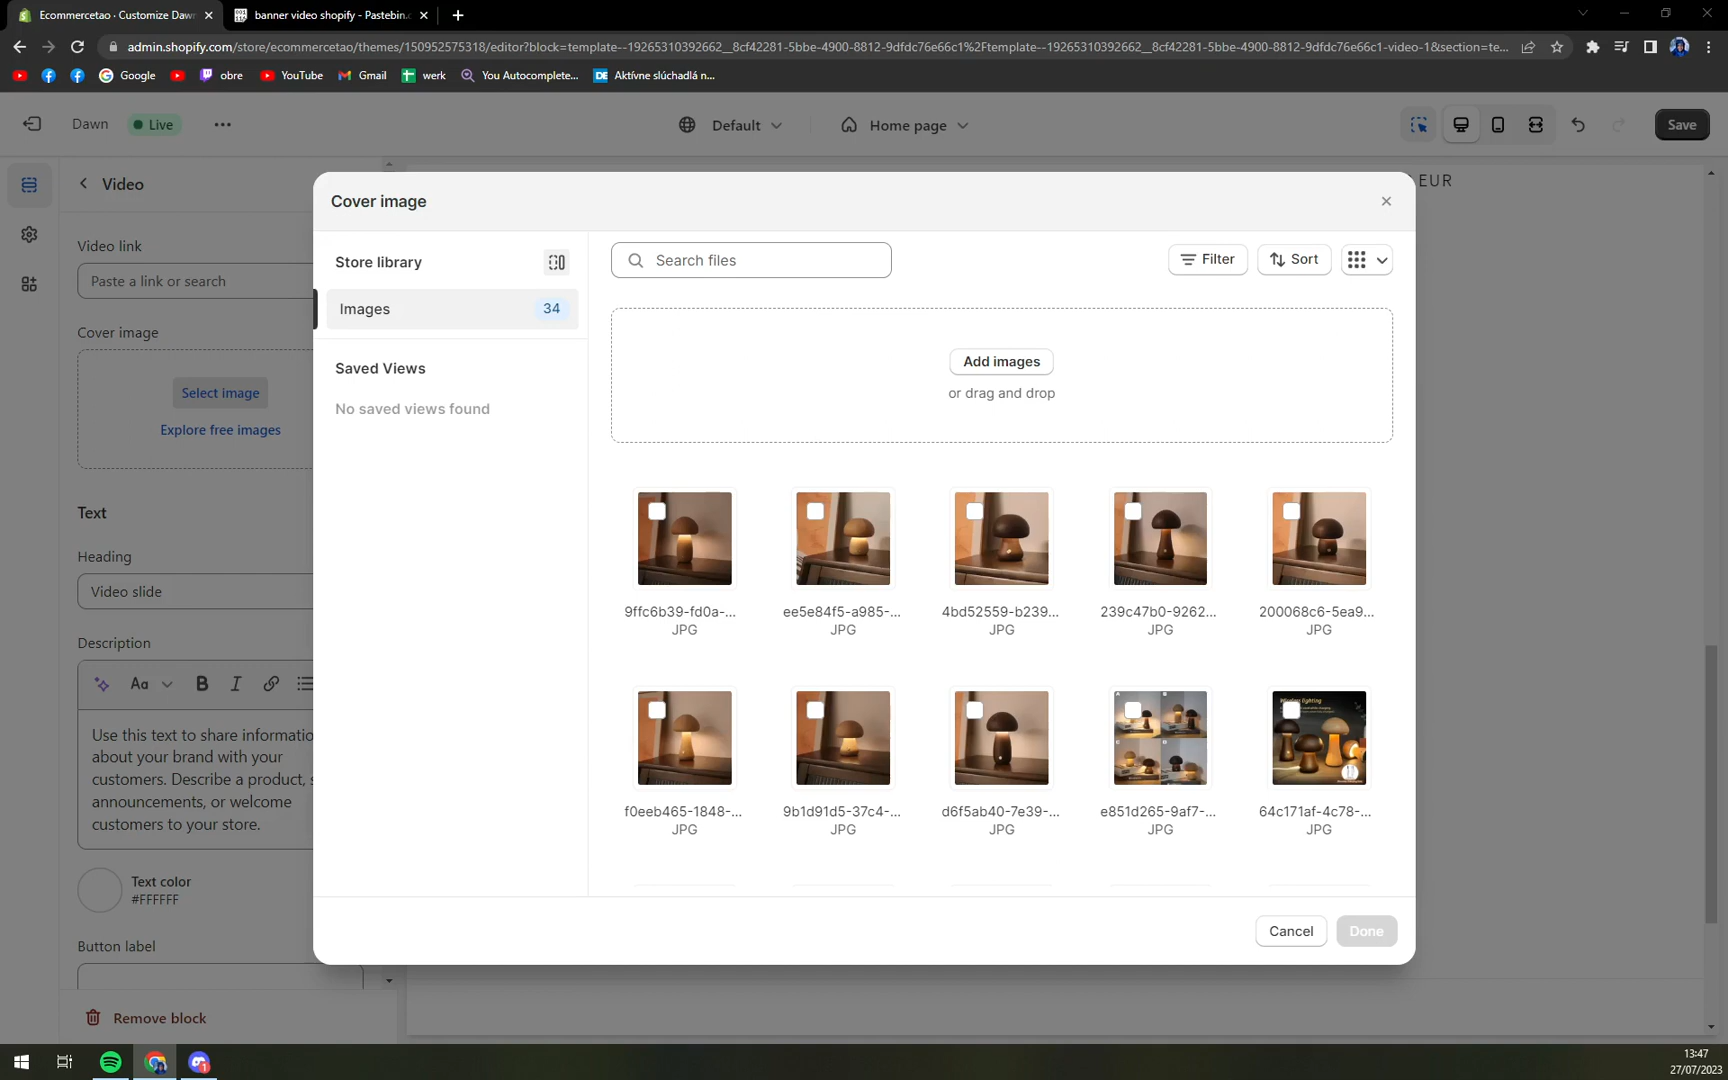 Ecommercetao · Customize Dawn
banner video shopify - Pastebin.c
admin.shopify.com/store/ecommercetao/themes/150952575318/editor?block=template--19265310392662__8cf42281-5bbe-4900-8812-9dfdc76e66c1%2Ftemplate--19265310392662__8cf42281-5bbe-4900-8812-9dfdc76e66c1-video-1&section=te...
Google
obre
YouTube
Gmail
werk
You Autocomplete...
DE
Aktívne slúchadlá n...
Dawn
Live
Default
Home page
Save
Video
Video link
Paste a link or search
Cover image
Select image
Explore free images
Text
Heading
Video slide
Description
Aa
B
I
Use this text to share informatio
about your brand with your
customers. Describe a product, s
announcements, or welcome
customers to your store.
Text color
#FFFFFF
Button label
Remove block
EUR
Cover image
Store library
Images
34
Saved Views
No saved views found
Search files
Filter
Sort
Add images
or drag and drop
9ffc6b39-fd0a-...
JPG
ee5e84f5-a985-...
JPG
4bd52559-b239...
JPG
239c47b0-9262...
JPG
200068c6-5ea9...
JPG
f0eeb465-1848-...
JPG
9b1d91d5-37c4-...
JPG
d6f5ab40-7e39-...
JPG
e851d265-9af7-...
JPG
64c171af-4c78-...
JPG
Cancel
Done
1
13:47
27/07/2023